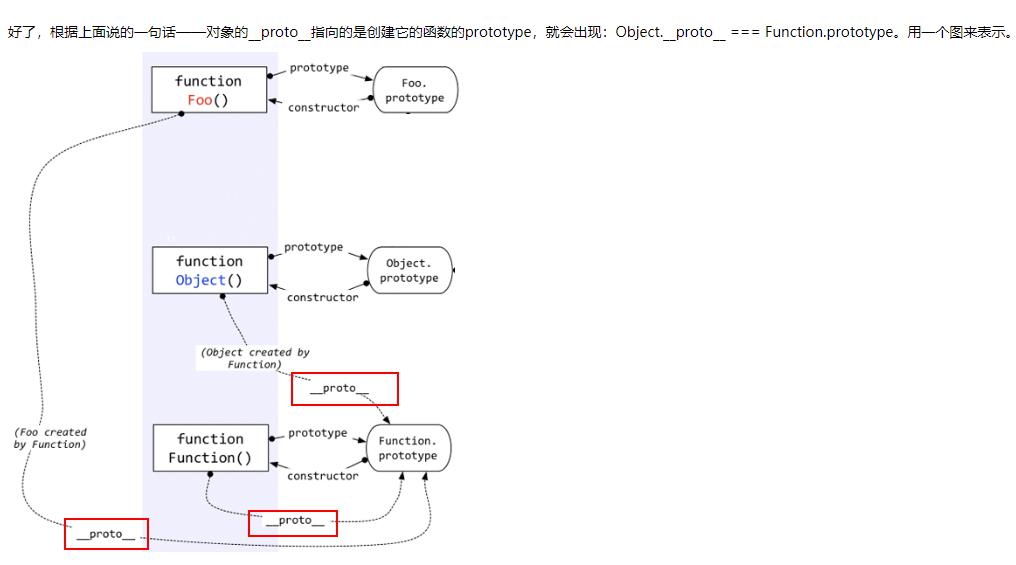 好了，根据上面说的一句话——对象的__proto__指向的是创建它的函数的prototype，就会出现：Object.__proto__ === Function.prototype。用一个图来表示。
prototype
function
Foo()
Foo.
prototype
constructor
prototype
function
Object()
Object.
prototype
constructor
(Object created by
Function)
__proto__
(Foo created
by Function)
prototype
function
Function()
Function.
prototype
constructor
__proto__
__proto__